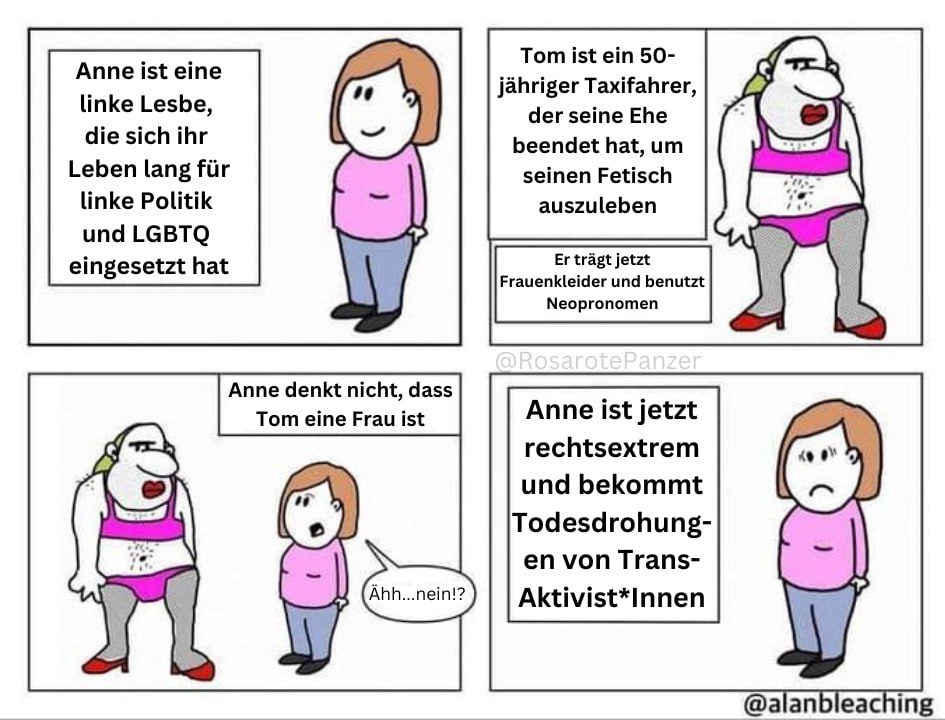 Anne ist eine
linke Lesbe,
die sich ihr
Leben lang für
linke Politik
und LGBTQ
eingesetzt hat
Tom ist ein 50-
jähriger Taxifahrer,
der seine Ehe
beendet hat, um
seinen Fetisch
auszuleben
Er trägt jetzt
Frauenkleider und benutzt
Neopronomen
@RosarotePanzer
Anne denkt nicht, dass
Tom eine Frau ist
Ähh...nein!?
Anne ist jetzt
rechtsextrem
und bekommt
Todesdrohung-
en von Trans-
Aktivist*Innen
@alanbleaching